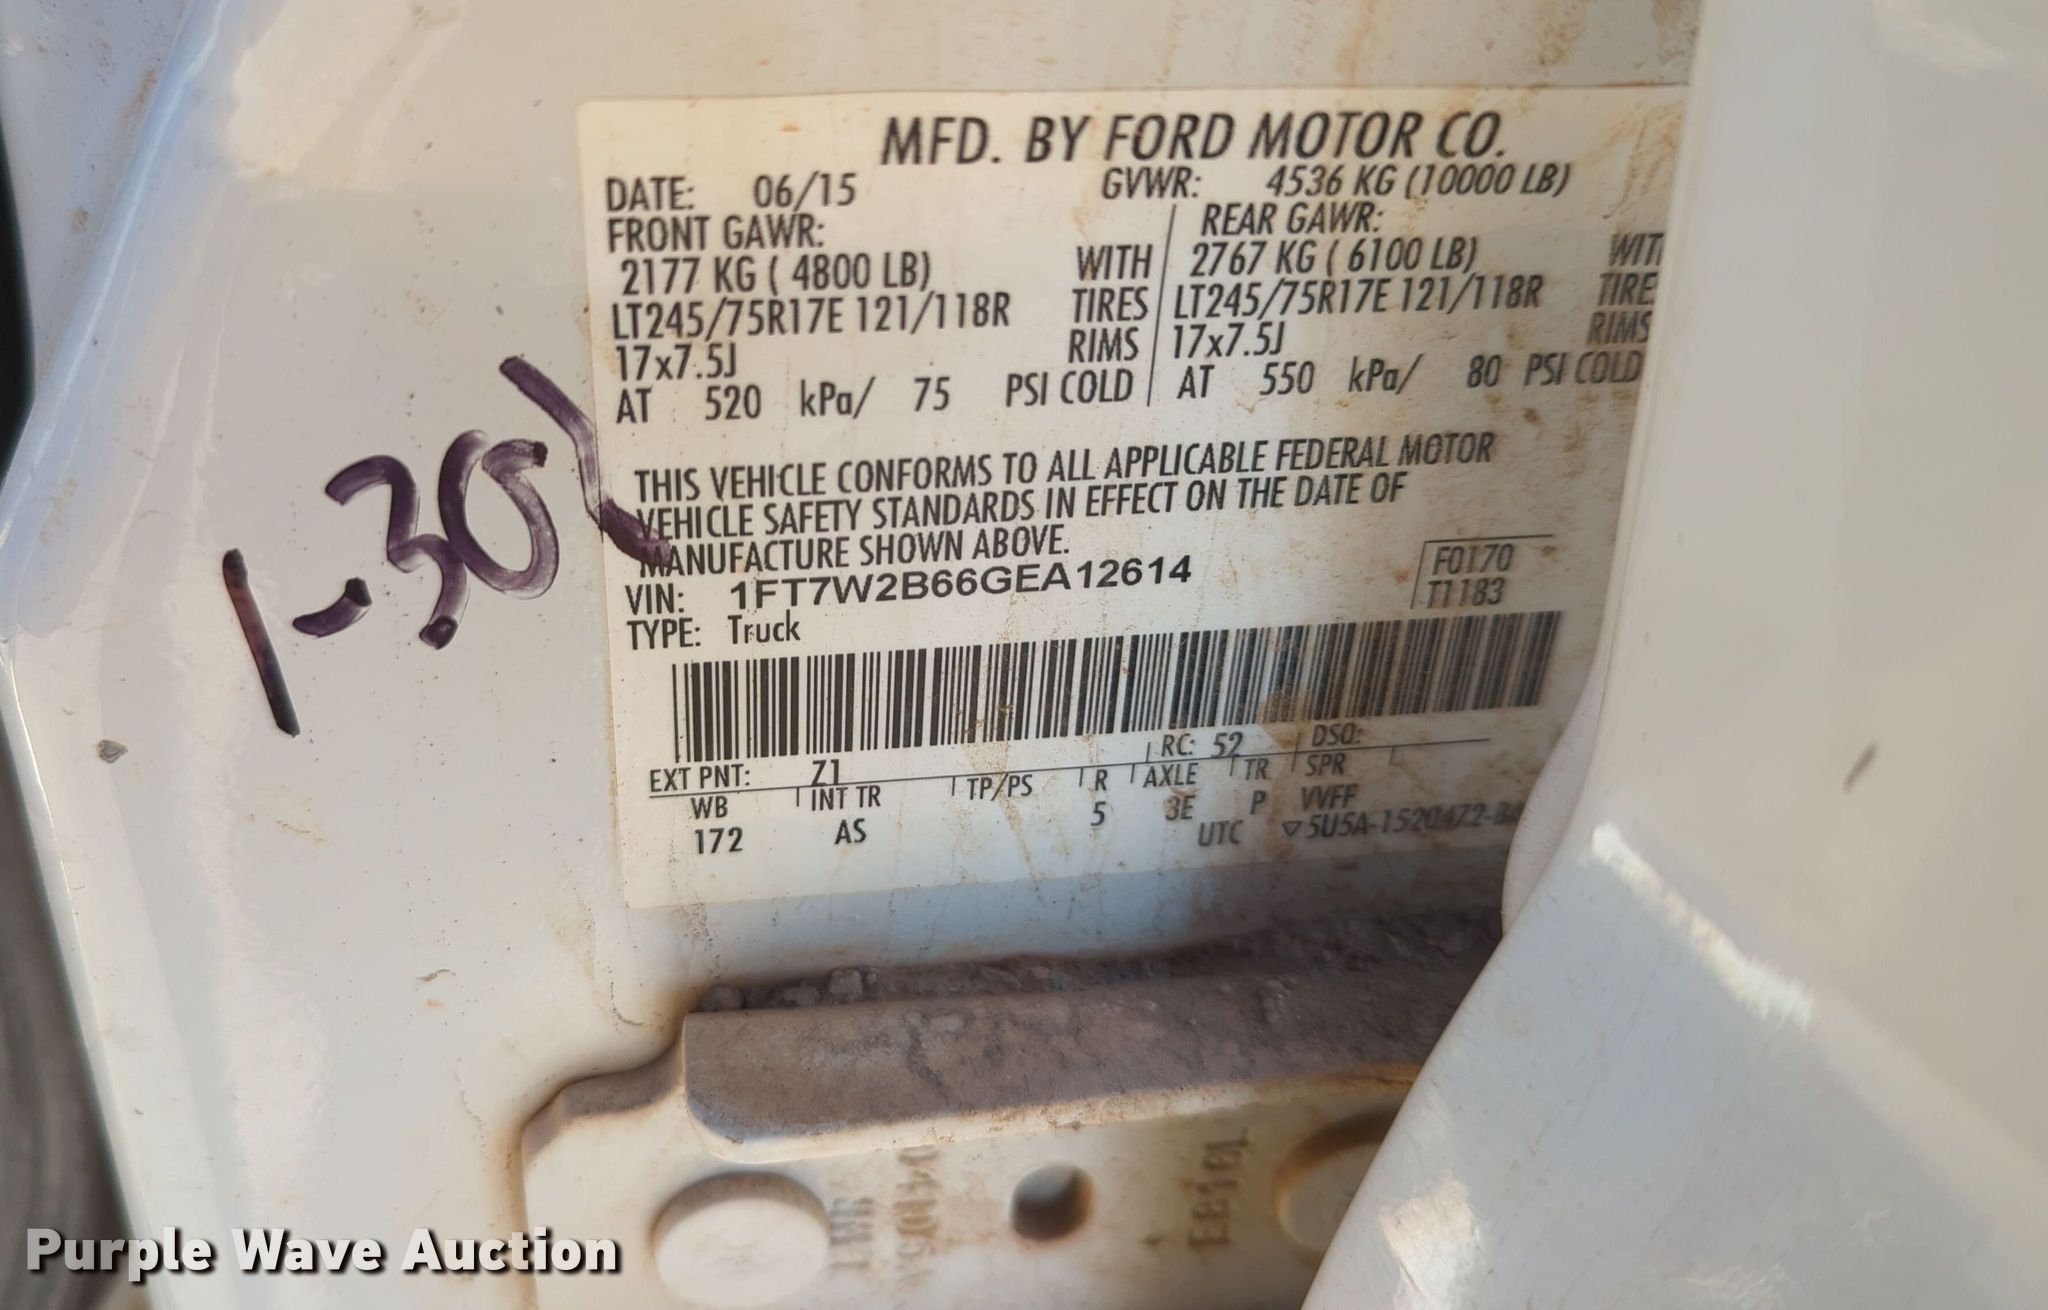 MFD. BY FORD MOTOR CO.
DATE: 06/15 GVWR: 4536 KG (10000 LB)
FRONT GAWR: REAR GAWR:
2177 KG ( 4800 LB) WITH 2767 KG ( 6100 LB) WIT
LT245/75R17E 121/118R TIRES LT245/75R17E 121/118R TIRE
17x7.5J RIMS 17x7.5J RIMS
AT 520 kPa/ 75 PSI COLD AT 550 kPa/ 80 PSI COLD
THIS VEHICLE CONFORMS TO ALL APPLICABLE FEDERAL MOTOR
VEHICLE SAFETY STANDARDS IN EFFECT ON THE DATE OF
MANUFACTURE SHOWN ABOVE.
VIN: 1FT7W2B66GEA12614
F0170
T1183
TYPE: Truck
EXT PNT: Z1 RC: 52 DSO:
WB INT TR TP/PS R AXLE TR SPR
172 AS 5 3E P VVFF
UTC
1-30
Purple Wave Auction